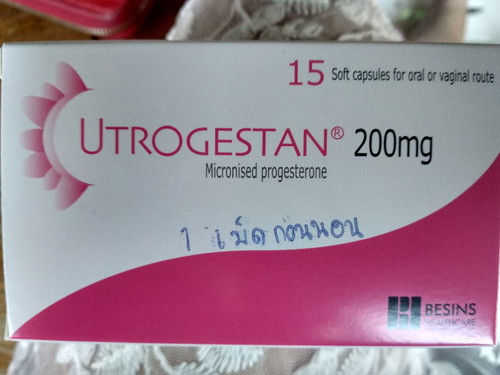 15 Soft capsules for oral or vaginal route
UTROGESTAN® 200mg
Micronised progesterone
1 เม็ดก่อนนอน
BESINS
HEALTHCARE